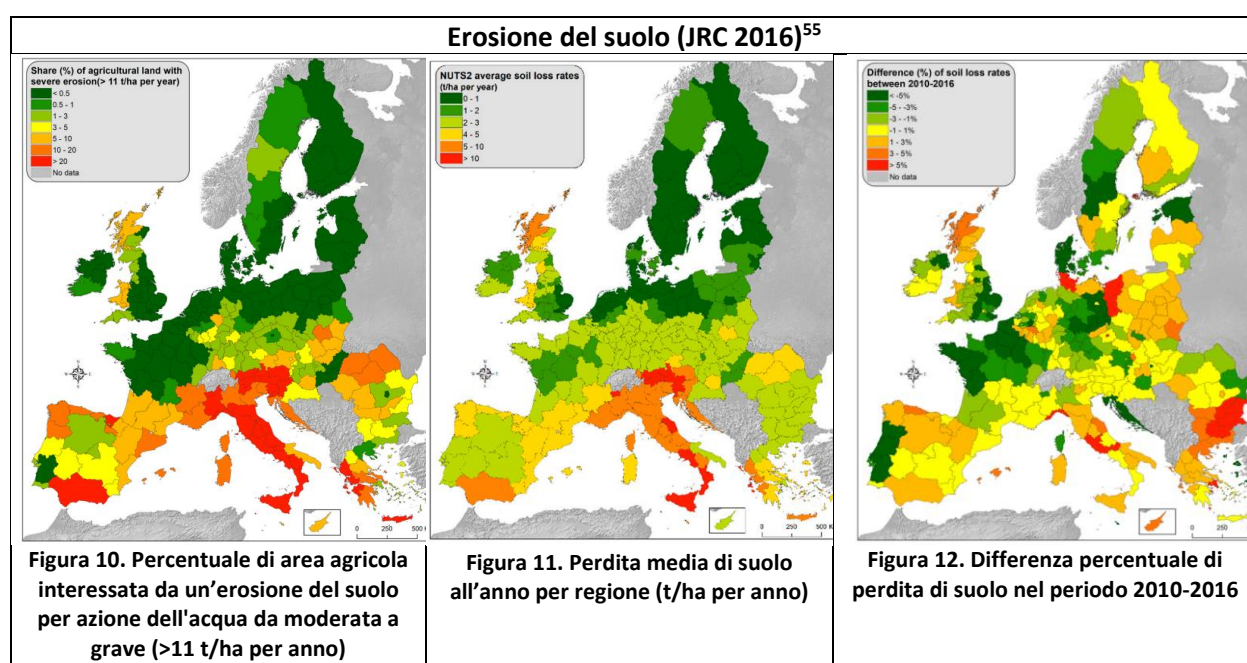 Erosione del suolo (JRC 2016)55
Share (%) of agricultural land with
severe erosion(> 11 t/ha per year)
< 0.5
0.5 - 1
1 - 3
3 - 5
5 - 10
10 - 20
> 20
No data
0 250 500 K
NUTS2 average soil loss rates
(t/ha per year)
0 - 1
1 - 2
2 - 3
4 - 5
5 - 10
> 10
No data
0 250 500 K
Difference (%) of soil loss rates
between 2010-2016
< -5%
-5 - -3%
-3 - -1%
-1 - 1%
1 - 3%
3 - 5%
> 5%
No data
0 250
Figura 10. Percentuale di area agricola
interessata da un’erosione del suolo
per azione dell'acqua da moderata a
grave (>11 t/ha per anno)
Figura 11. Perdita media di suolo
all’anno per regione (t/ha per anno)
Figura 12. Differenza percentuale di
perdita di suolo nel periodo 2010-2016